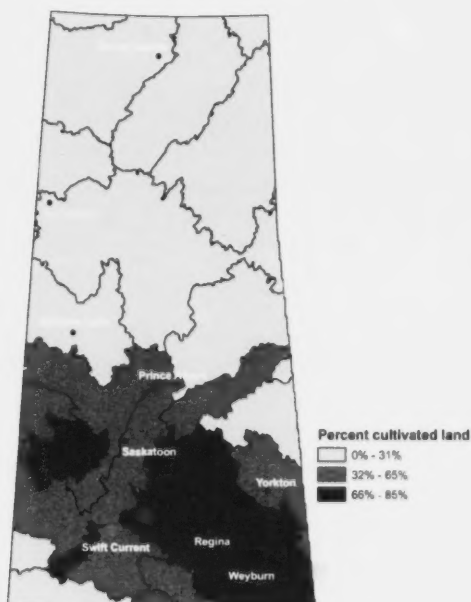 Prince
Saskatoon
Yorkton
Swift Current
Regina
Weyburn
Percent cultivated land
0% - 31%
32% - 65%
66% - 85%